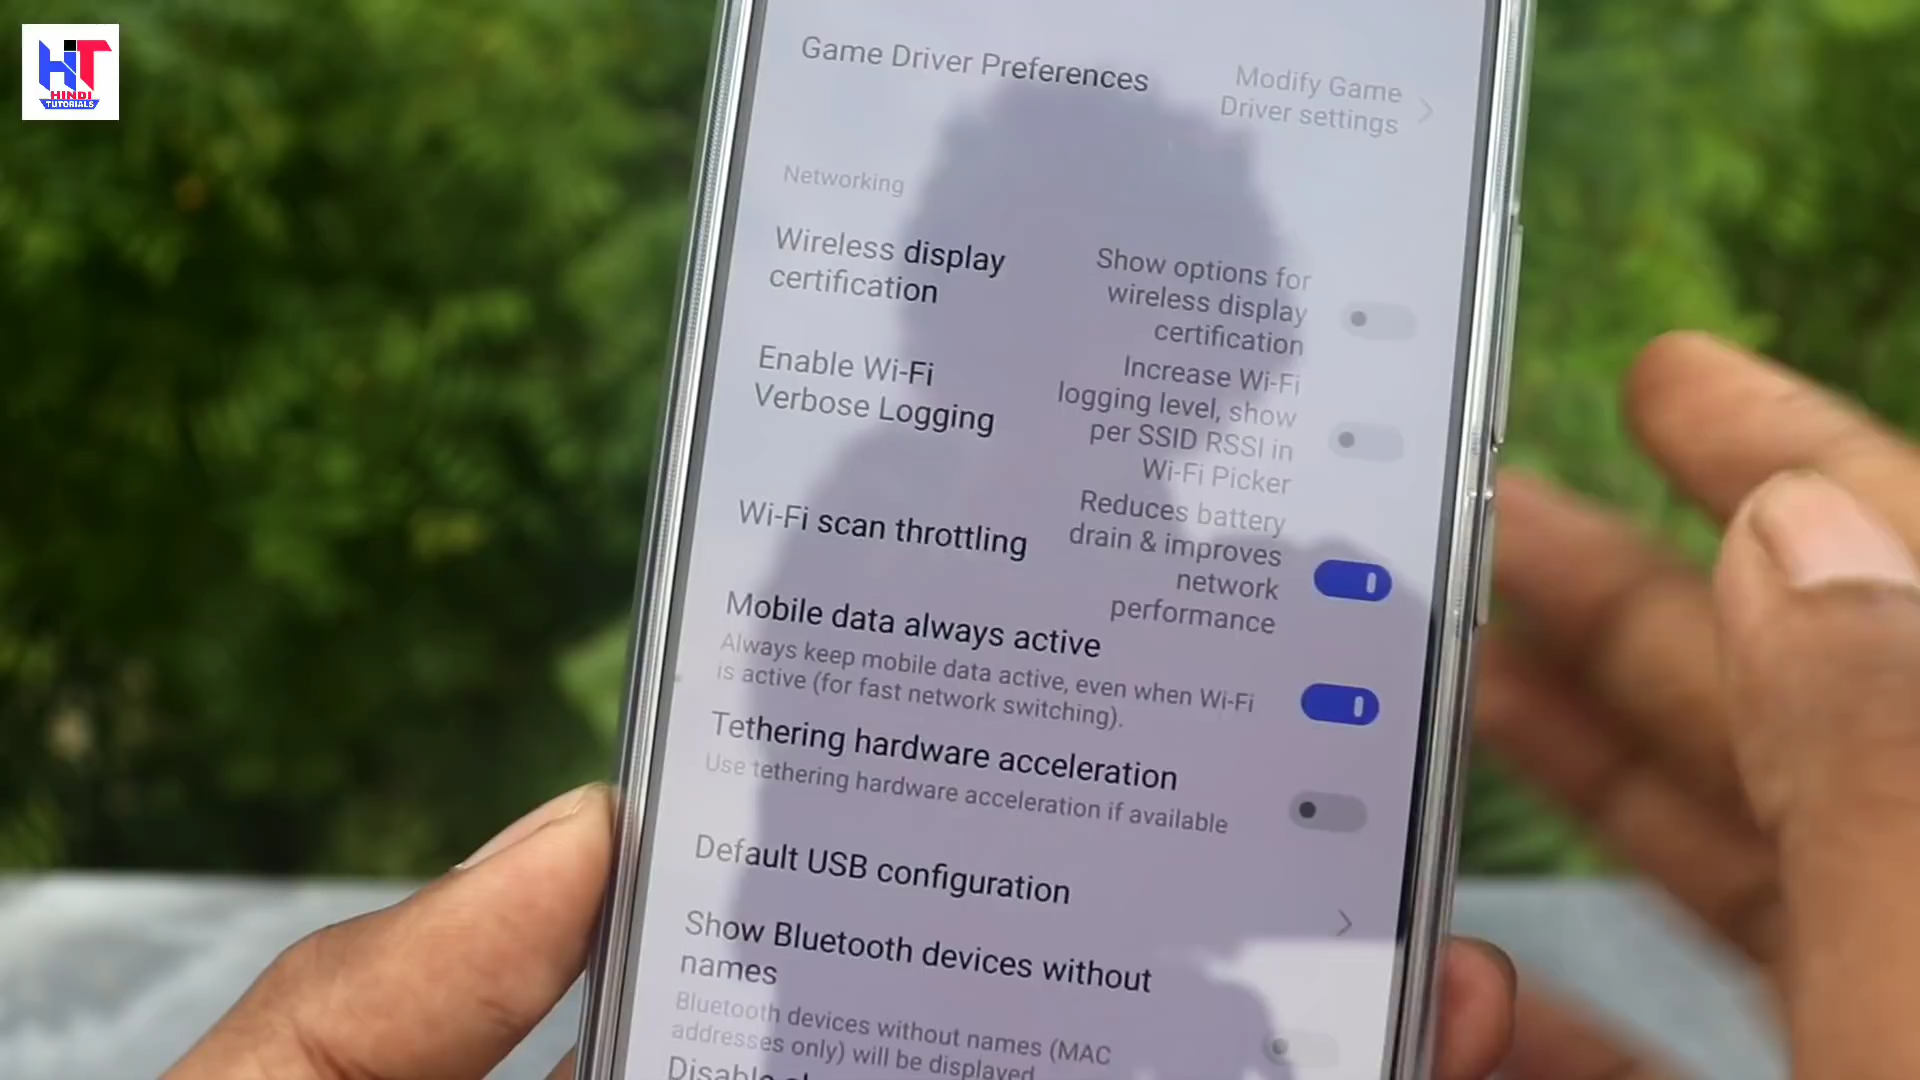 HT
HINDI
TUTORIALS
Game Driver Preferences
Modify Game
Driver settings
Networking
Wireless display
certification
Show options for
wireless display
certification
Enable Wi-Fi
Verbose Logging
Increase Wi-Fi
logging level, show
per SSID RSSI in
Wi-Fi Picker
Wi-Fi scan throttling
Reduces battery
drain & improves
network
performance
Mobile data always active
Always keep mobile data active, even when Wi-Fi
is active (for fast network switching).
Tethering hardware acceleration
Use tethering hardware acceleration if available
Default USB configuration
Show Bluetooth devices without
names
Bluetooth devices without names (MAC
addresses only) will be displayed